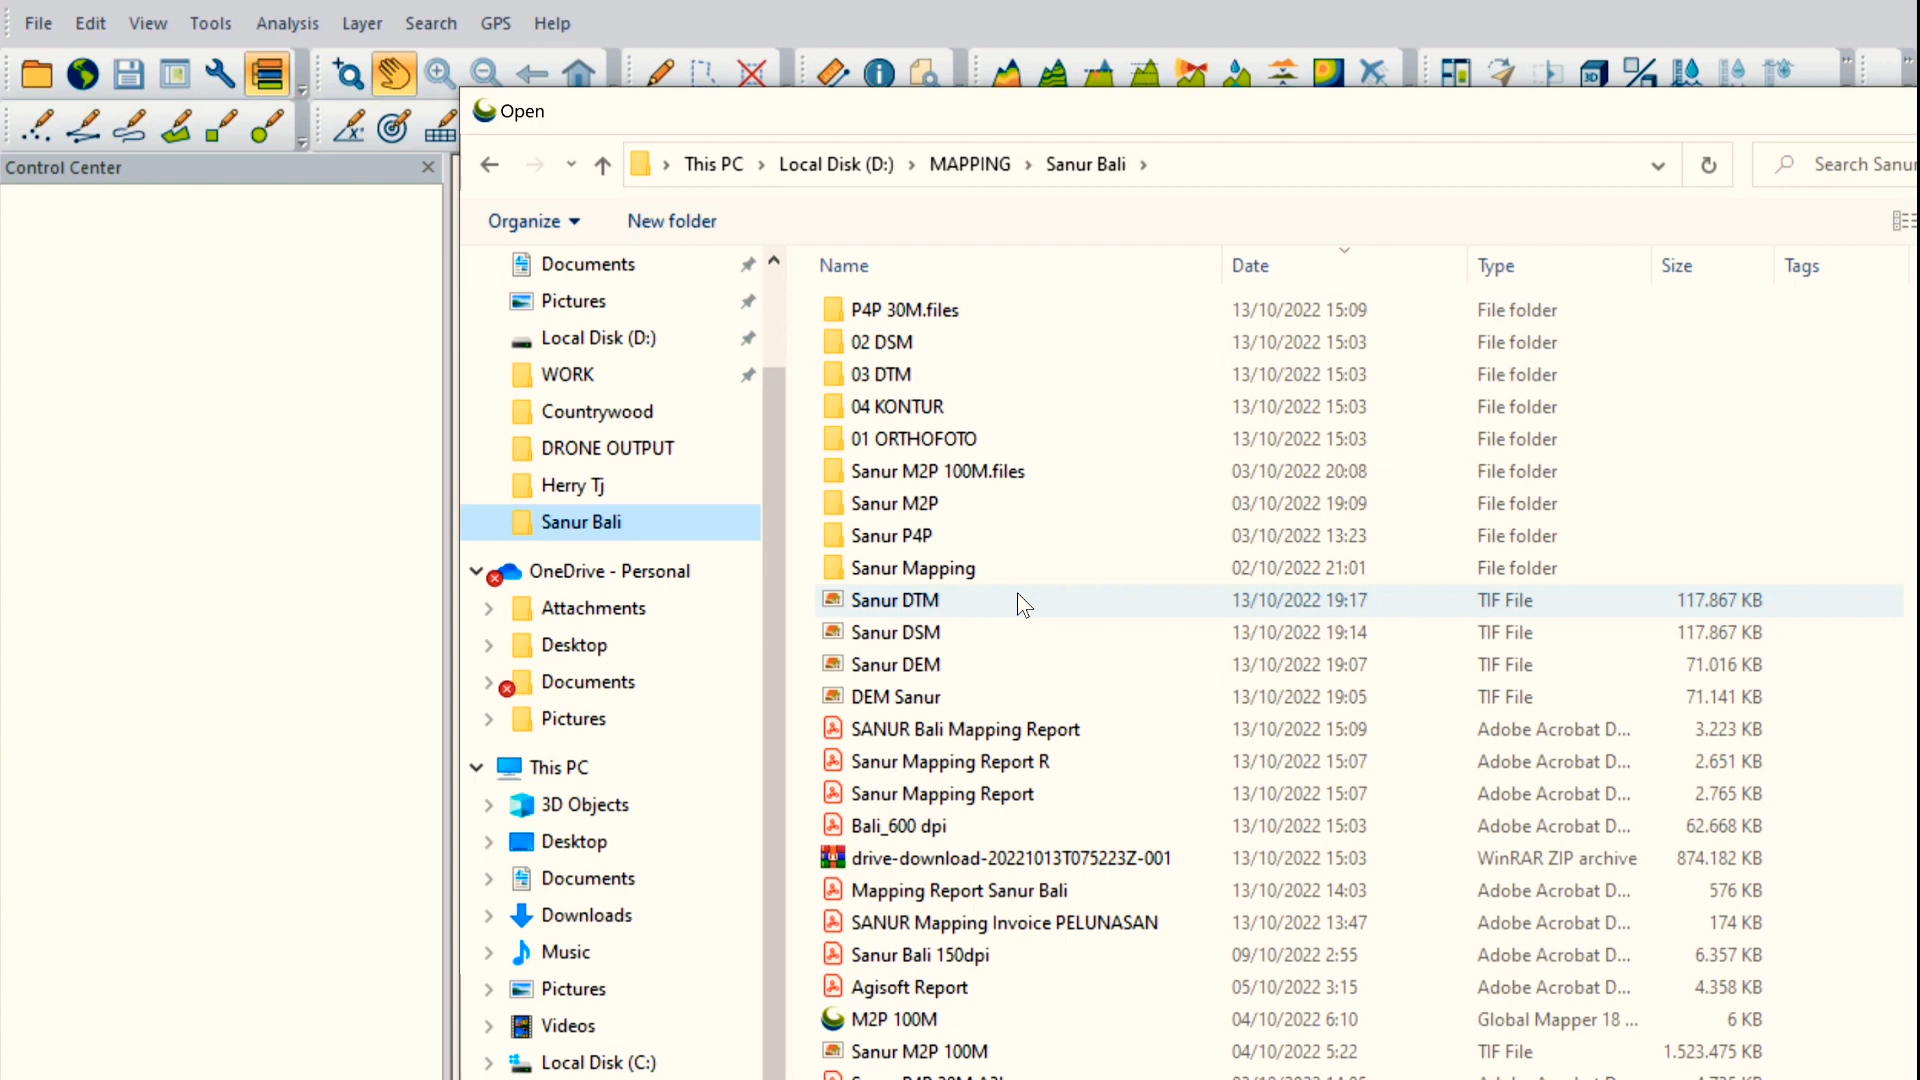 File Edit View Tools Analysis Layer Search GPS Help
Control Center
Open
This PC Local Disk (D:) MAPPING Sanur Bali
Search Sanur
Organize New folder
Documents
Pictures
Local Disk (D:)
WORK
Countrywood
DRONE OUTPUT
Herry Tj
Sanur Bali
OneDrive - Personal
Attachments
Desktop
Documents
Pictures
This PC
3D Objects
Desktop
Documents
Downloads
Music
Pictures
Videos
Local Disk (C:)
Name Date Type Size Tags
P4P 30M.files 13/10/2022 15:09 File folder
02 DSM 13/10/2022 15:03 File folder
03 DTM 13/10/2022 15:03 File folder
04 KONTUR 13/10/2022 15:03 File folder
01 ORTHOFOTO 13/10/2022 15:03 File folder
Sanur M2P 100M.files 03/10/2022 20:08 File folder
Sanur M2P 03/10/2022 19:09 File folder
Sanur P4P 03/10/2022 13:23 File folder
Sanur Mapping 02/10/2022 21:01 File folder
Sanur DTM 13/10/2022 19:17 TIF File 117.867 KB
Sanur DSM 13/10/2022 19:14 TIF File 117.867 KB
Sanur DEM 13/10/2022 19:07 TIF File 71.016 KB
DEM Sanur 13/10/2022 19:05 TIF File 71.141 KB
SANUR Bali Mapping Report 13/10/2022 15:09 Adobe Acrobat D... 3.223 KB
Sanur Mapping Report R 13/10/2022 15:07 Adobe Acrobat D... 2.651 KB
Sanur Mapping Report 13/10/2022 15:07 Adobe Acrobat D... 2.765 KB
Bali_600 dpi 13/10/2022 15:03 Adobe Acrobat D... 62.668 KB
drive-download-20221013T075223Z-001 13/10/2022 15:03 WinRAR ZIP archive 874.182 KB
Mapping Report Sanur Bali 13/10/2022 14:03 Adobe Acrobat D... 576 KB
SANUR Mapping Invoice PELUNASAN 13/10/2022 13:47 Adobe Acrobat D... 174 KB
Sanur Bali 150dpi 09/10/2022 2:55 Adobe Acrobat D... 6.357 KB
Agisoft Report 05/10/2022 3:15 Adobe Acrobat D... 4.358 KB
M2P 100M 04/10/2022 6:10 Global Mapper 18 ... 6 KB
Sanur M2P 100M 04/10/2022 5:22 TIF File 1.523.475 KB